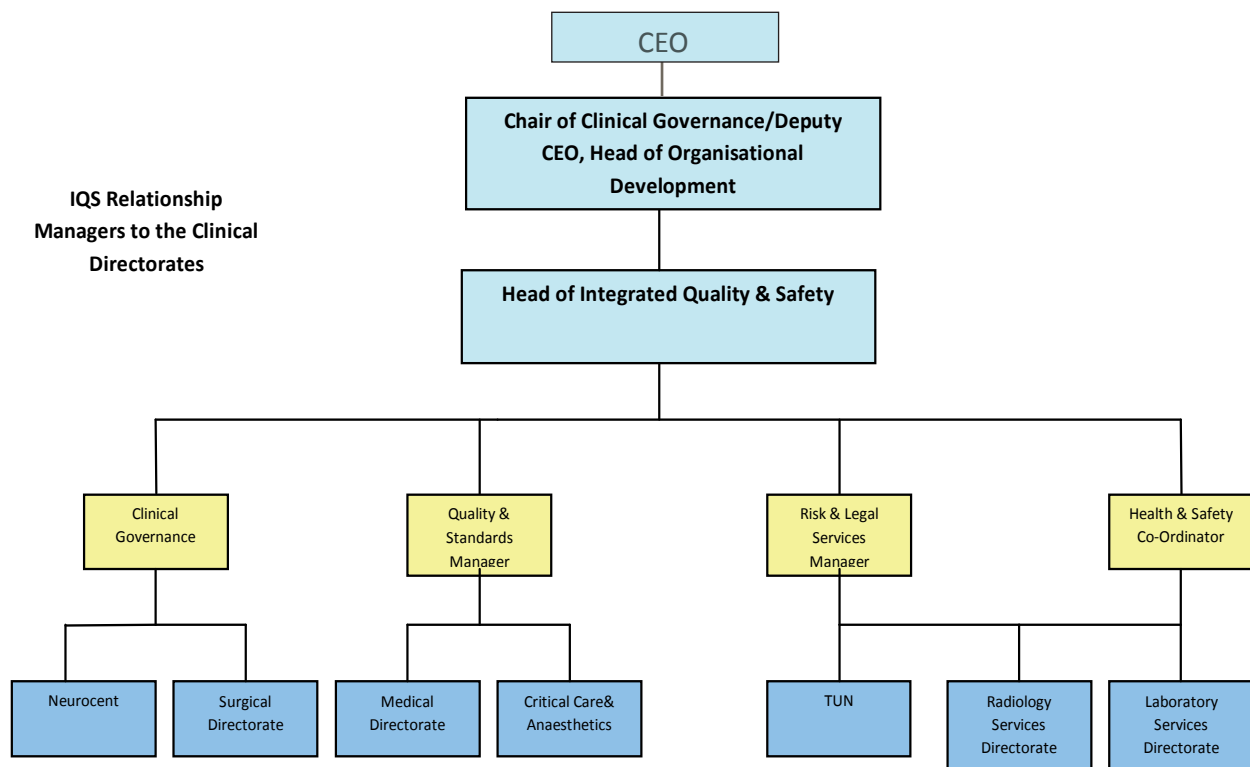 CEO
Chair of Clinical Governance/Deputy
CEO, Head of Organisational
Development
IQS Relationship
Managers to the Clinical
Directorates
Head of Integrated Quality & Safety
Clinical
Governance
Quality &
Standards
Manager
Risk & Legal
Services
Manager
Health & Safety
Co-Ordinator
Neurocent
Surgical
Directorate
Medical
Directorate
Critical Care&
Anaesthetics
TUN
Radiology
Services
Directorate
Laboratory
Services
Directorate